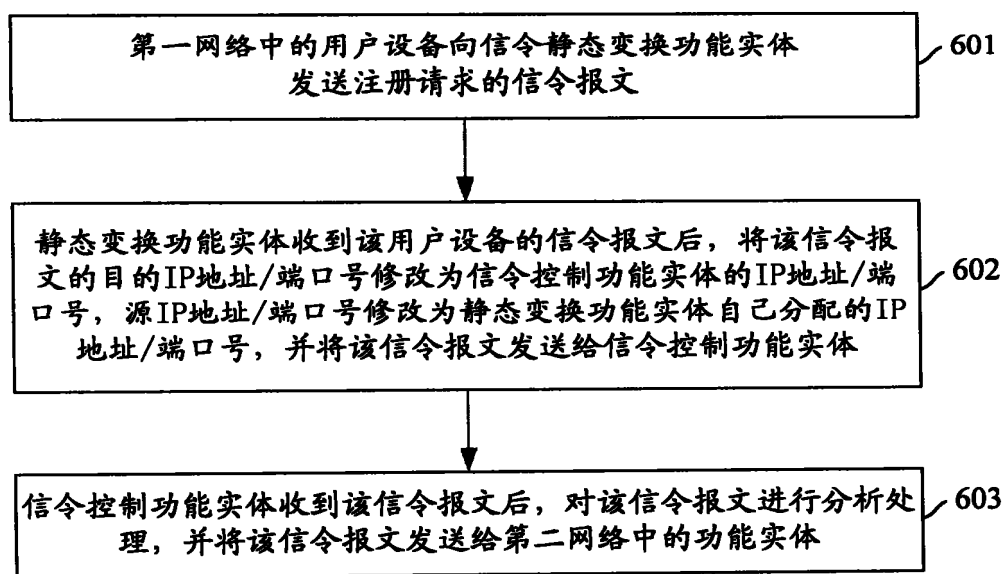 第一网络中的用户设备向信令静态变换功能实体
发送注册请求的信令报文
601
静态变换功能实体收到该用户设备的信令报文后，将该信令报
文的目的IP地址/端口号修改为信令控制功能实体的IP地址/端
口号，源IP地址/端口号修改为静态变换功能实体自己分配的IP
地址/端口号，并将该信令报文发送给信令控制功能实体
602
信令控制功能实体收到该信令报文后，对该信令报文进行分析处
理，并将该信令报文发送给第二网络中的功能实体
603